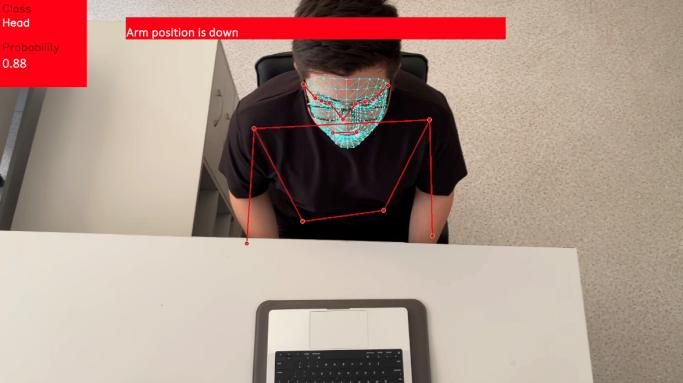 Class
Head
Probability
0.88
Arm position is down